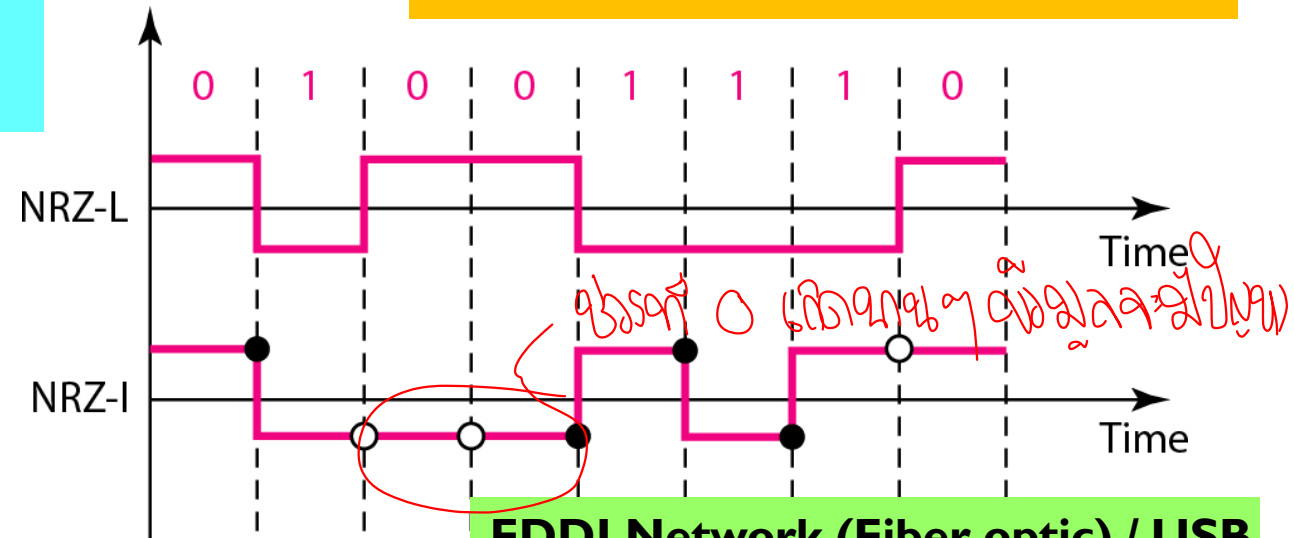 0 1 0 0 1 1 1 0
NRZ-L
Time
ช่วงที่ 0 เกิดนานๆ ข้อมูลจะมีปัญหา
NRZ-I
Time
FDDI Network (Fiber optic) / USB